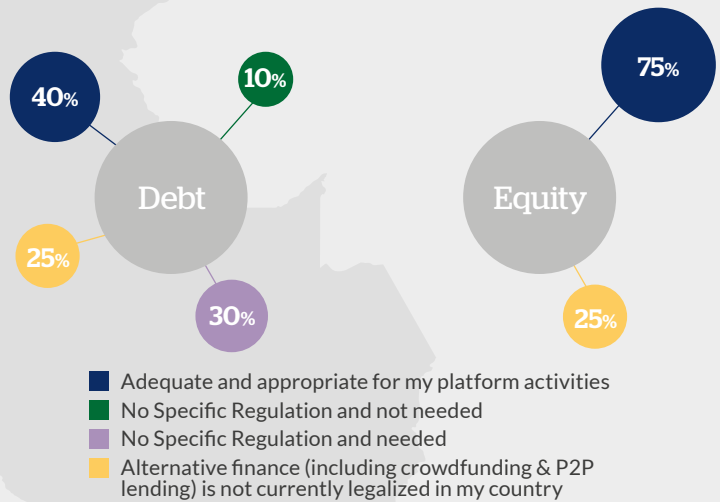 75%
40%
10%
Debt
Equity
25%
30%
25%
Adequate and appropriate for my platform activities
No Specific Regulation and not needed
No Specific Regulation and needed
Alternative finance (including crowdfunding & P2P
lending) is not currently legalized in my country